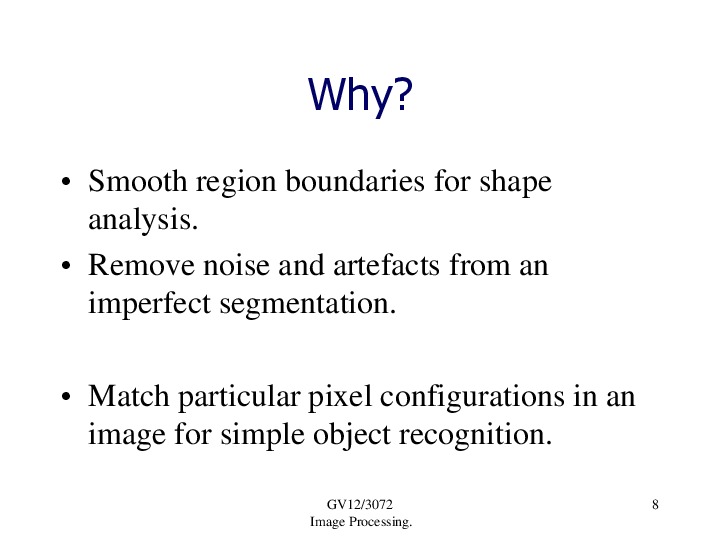 Why?
• Smooth region boundaries for shape
analysis.
• Remove noise and artefacts from an
imperfect segmentation.
• Match particular pixel configurations in an
image for simple object recognition.
GV12/3072
Image Processing.
8